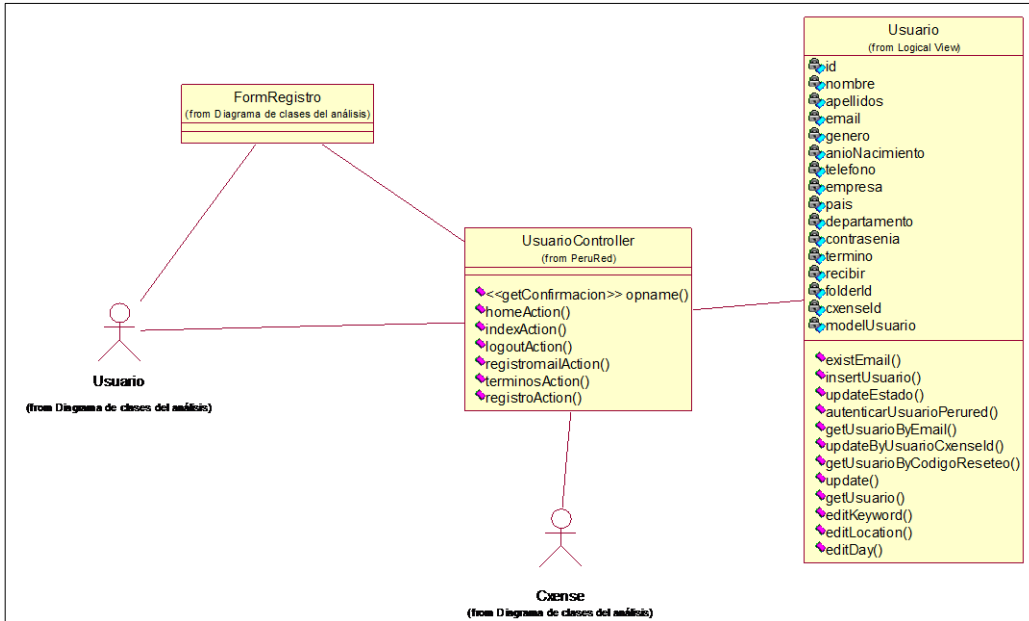 FormRegistro
(from Diagrama de clases del análisis)
Usuario
(from Diagrama de clases del análisis)
UsuarioController
(from PeruRed)
<<getConfirmacion>> opname()
homeAction()
indexAction()
logoutAction()
registromailAction()
terminosAction()
registroAction()
Cxense
(from Diagrama de clases del análisis)
Usuario
(from Logical View)
id
nombre
apellidos
email
genero
anioNacimiento
telefono
empresa
pais
departamento
contrasenia
termino
recibir
folderId
cxenseId
modelUsuario
existEmail()
insertUsuario()
updateEstado()
autenticarUsuarioPerured()
getUsuarioByEmail()
updateByUsuarioCxenseId()
getUsuarioByCodigoReseteo()
update()
getUsuario()
editKeyword()
editLocation()
editDay()